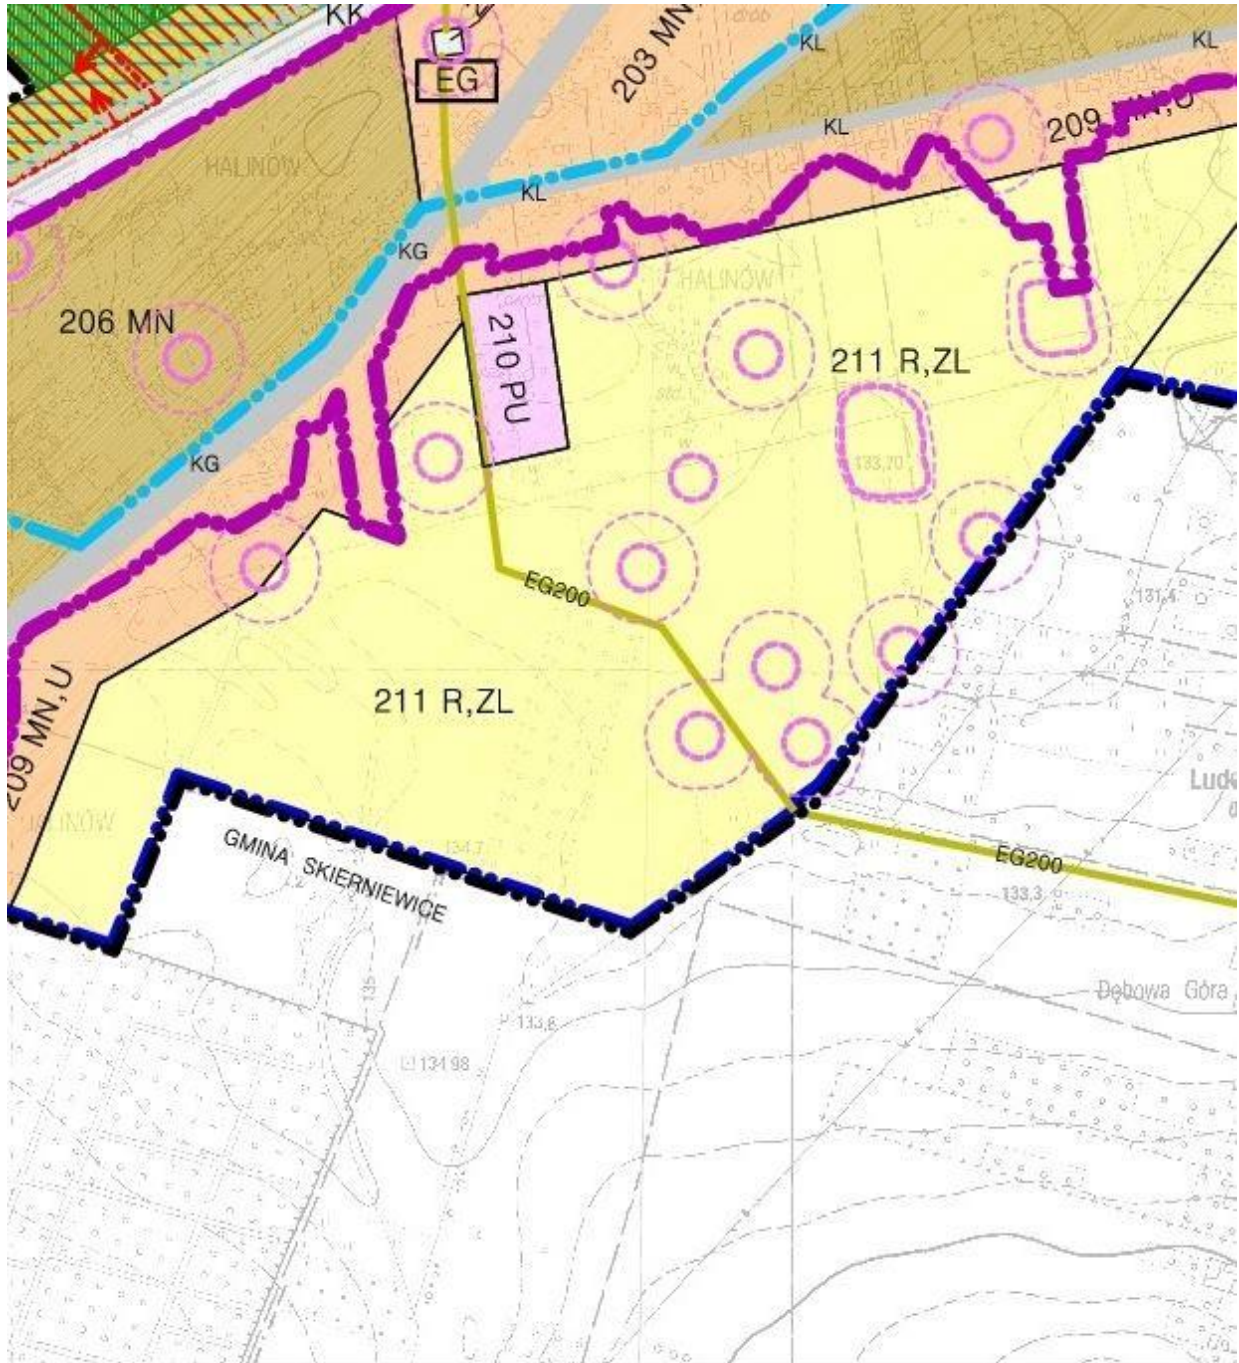 KK
EG
203 MN
KL
KL
KL
209 MN,U
HALINÓW
KG
206 MN
HALINÓW
210 PU
211 R,ZL
KG
133,70
EG200
131,4
211 R,ZL
209 MN,U
HALINÓW
134,7
GMINA SKIERNIEWICE
EG200
133,3
135
Dębowa Góra
133,6
134,98